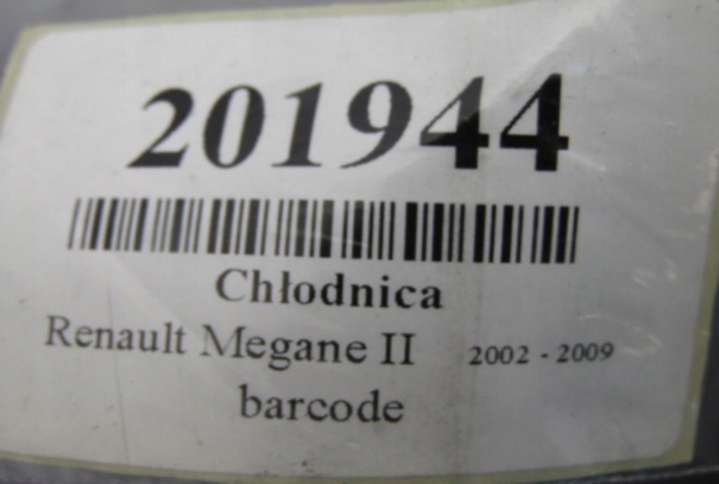 201944
Chłodnica
Renault Megane II 2002 - 2009
barcode